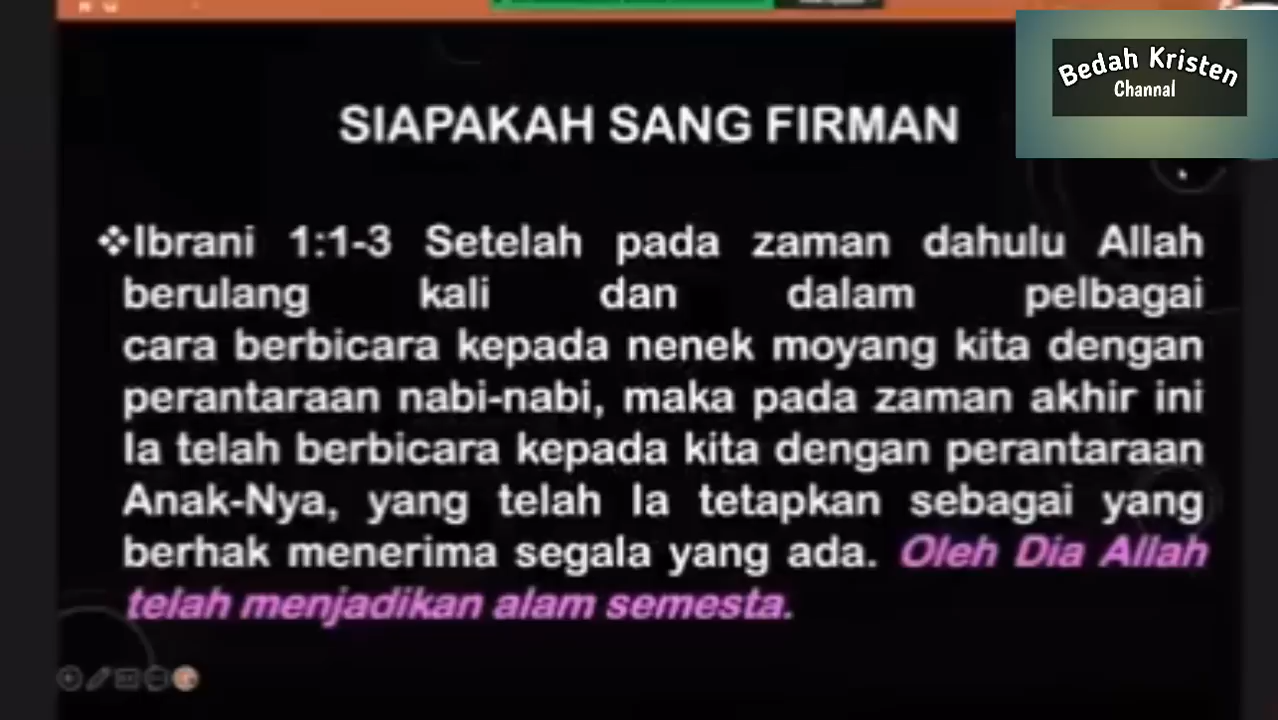 SIAPAKAH SANG FIRMAN
Bedah Kristen
Channal
❖Ibrani 1:1-3 Setelah pada zaman dahulu Allah
berulang kali dan dalam pelbagai
cara berbicara kepada nenek moyang kita dengan
perantaraan nabi-nabi, maka pada zaman akhir ini
Ia telah berbicara kepada kita dengan perantaraan
Anak-Nya, yang telah Ia tetapkan sebagai yang
berhak menerima segala yang ada. Oleh Dia Allah
telah menjadikan alam semesta.